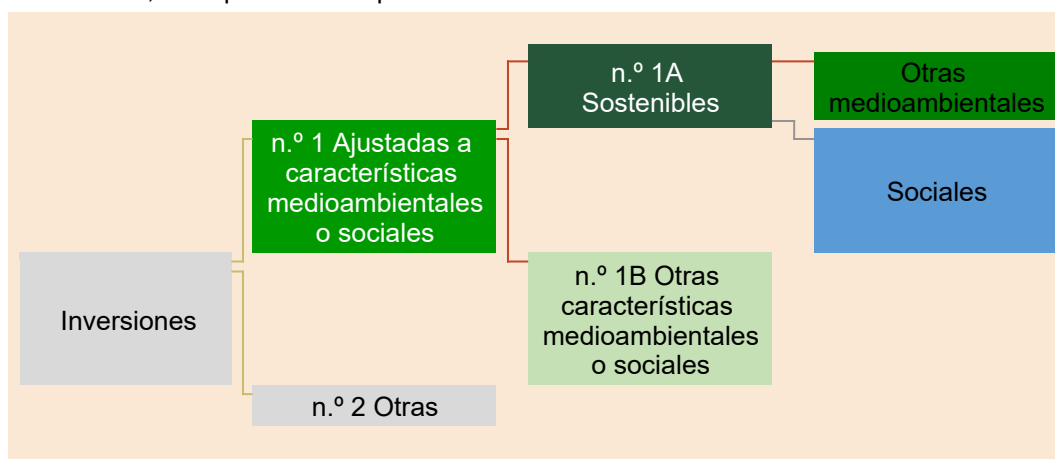 n.º 1A
Sostenibles
Otras
medioambientales
n.º 1 Ajustadas a
características
medioambientales
o sociales
Sociales
Inversiones
n.º 1B Otras
características
medioambientales
o sociales
n.º 2 Otras